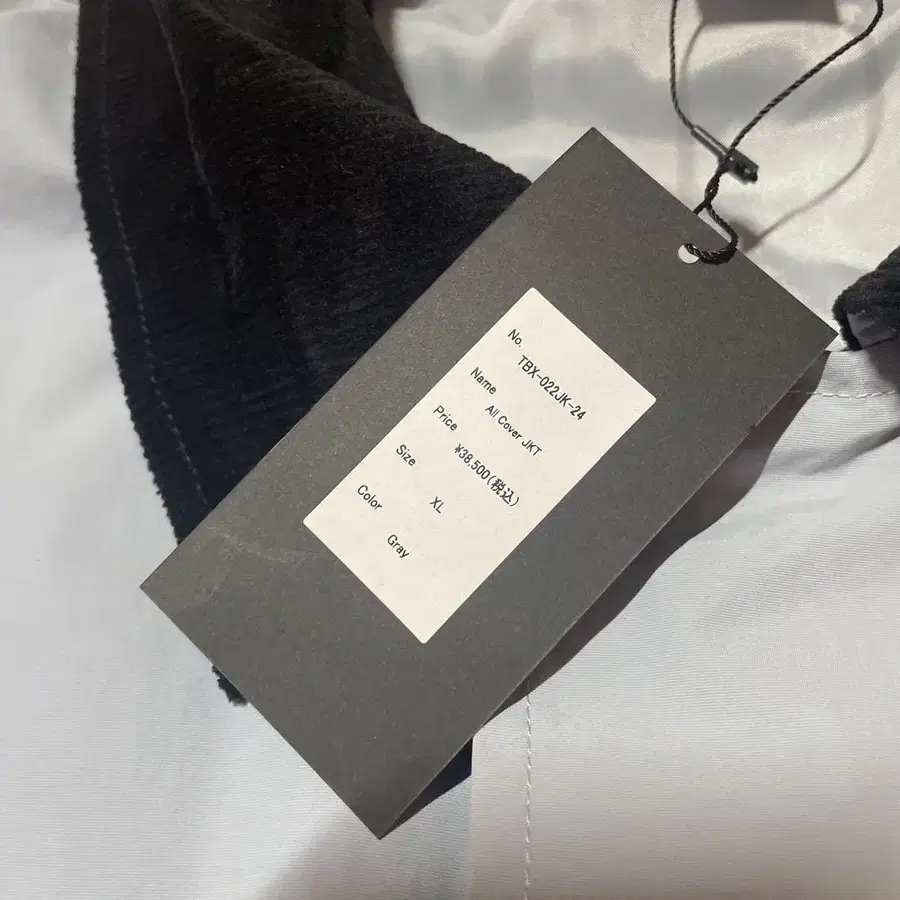 No. TBX-022JK-24
Name All Cover JKT
Price ¥38,500(税込)
Size XL
Color Gray